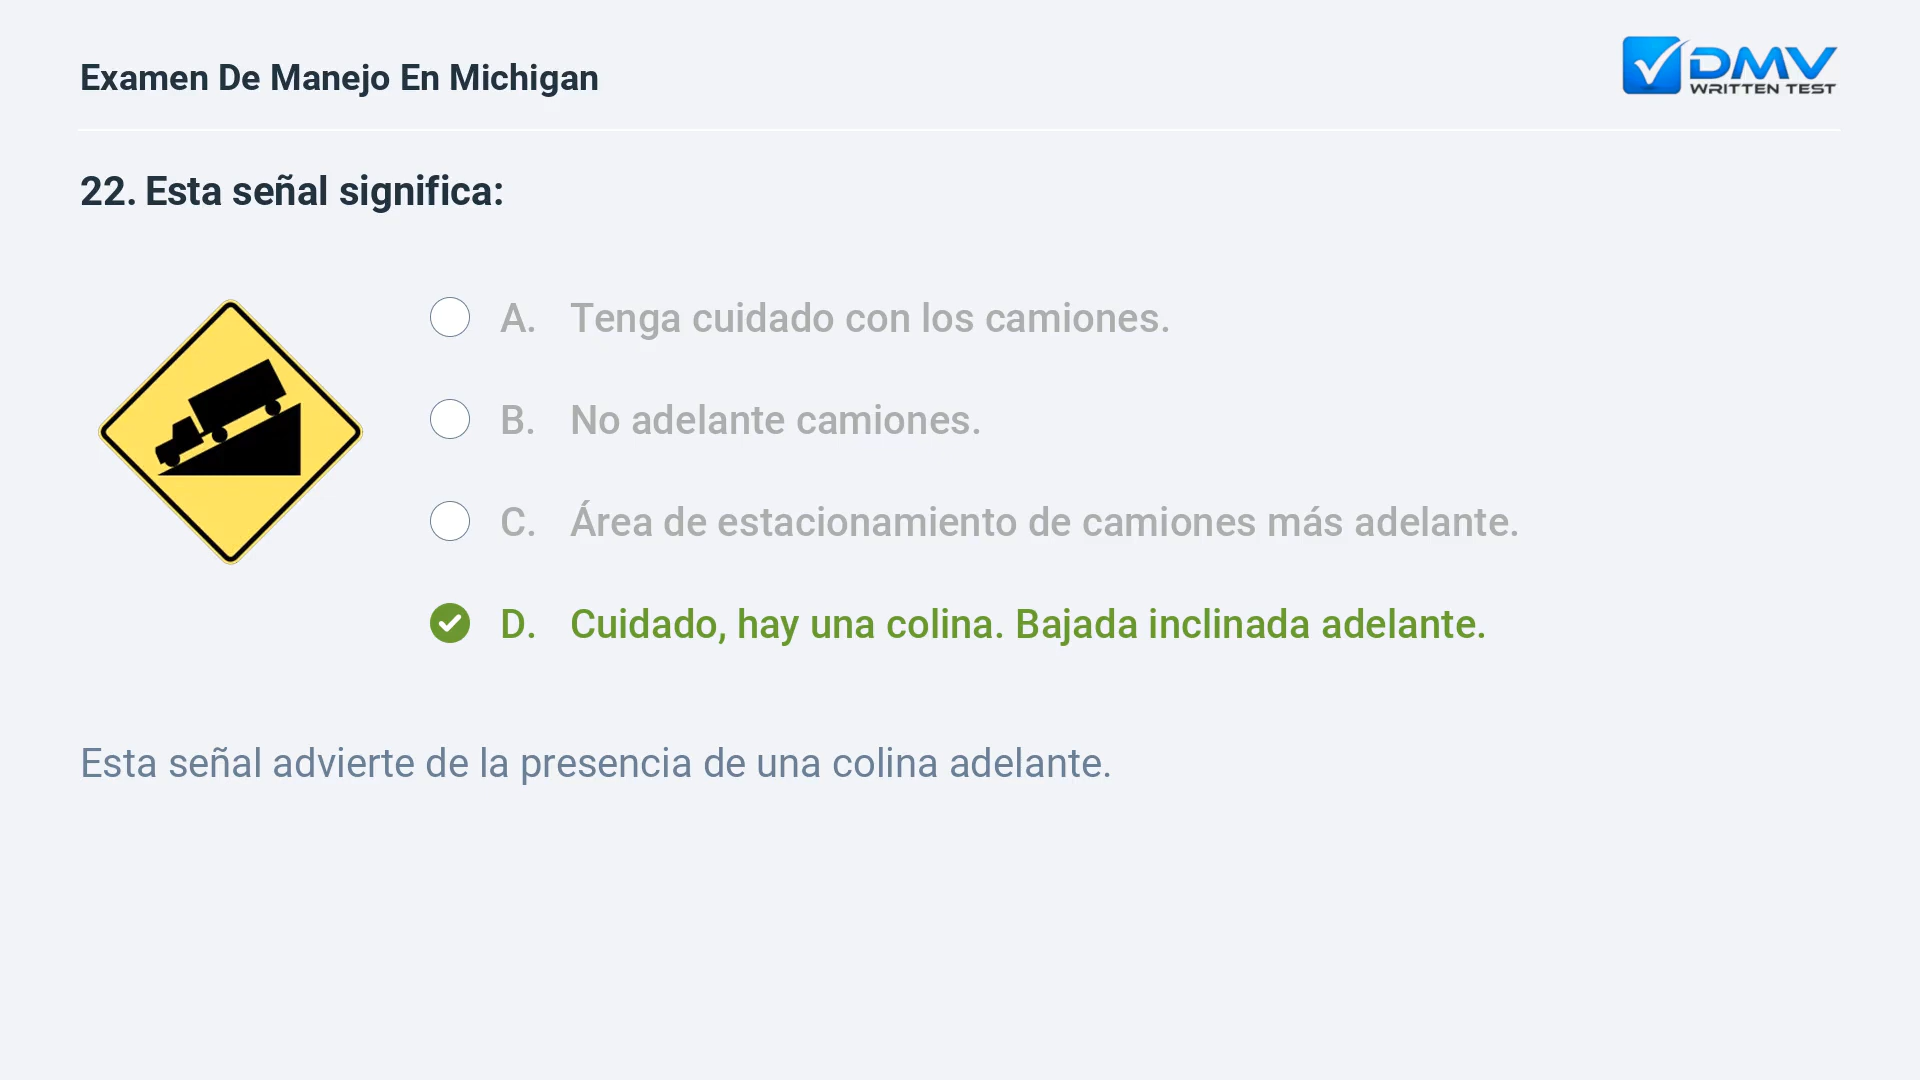 Examen De Manejo En Michigan
DMV
WRITTEN TEST
22. Esta señal significa:
A. Tenga cuidado con los camiones.
B. No adelante camiones.
C. Área de estacionamiento de camiones más adelante.
D. Cuidado, hay una colina. Bajada inclinada adelante.
Esta señal advierte de la presencia de una colina adelante.